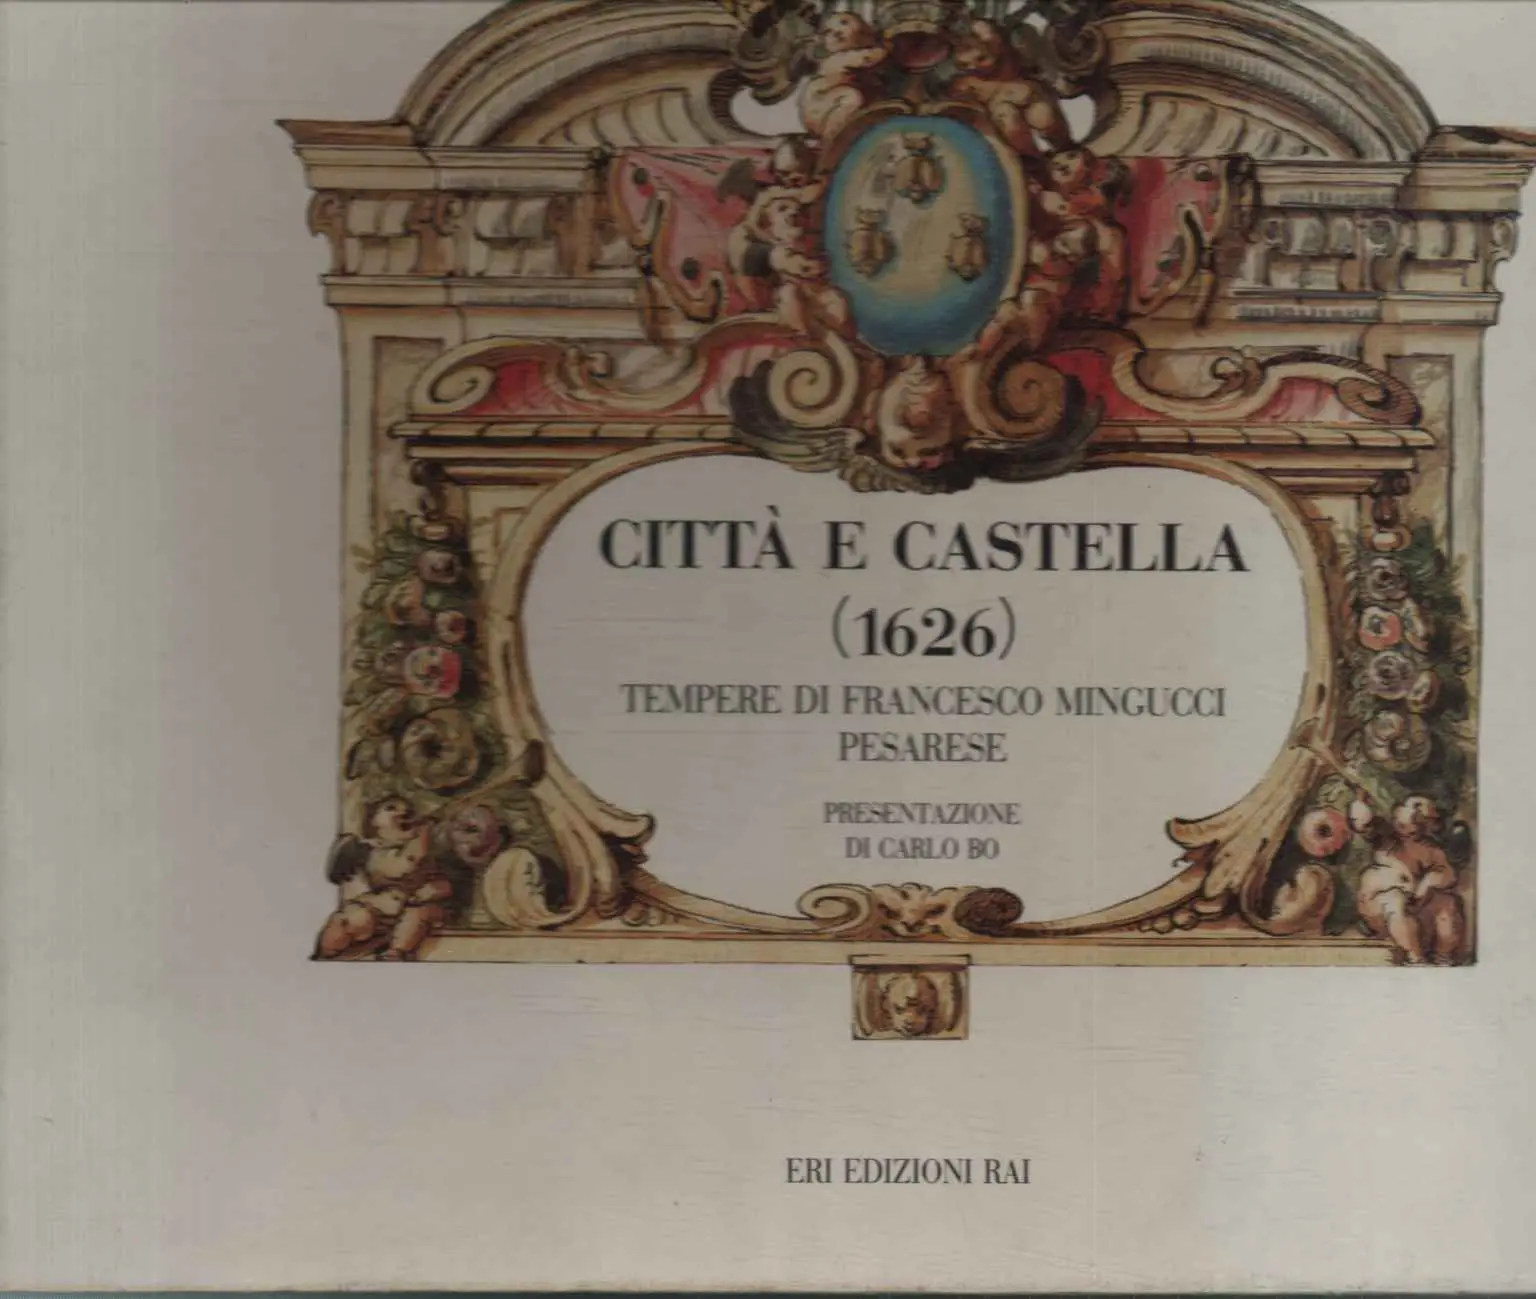 CITTÀ E CASTELLA
(1626)
TEMPERE DI FRANCESCO MINGUCCI
PESARESE
PRESENTAZIONE
DI CARLO BO
ERI EDIZIONI RAI